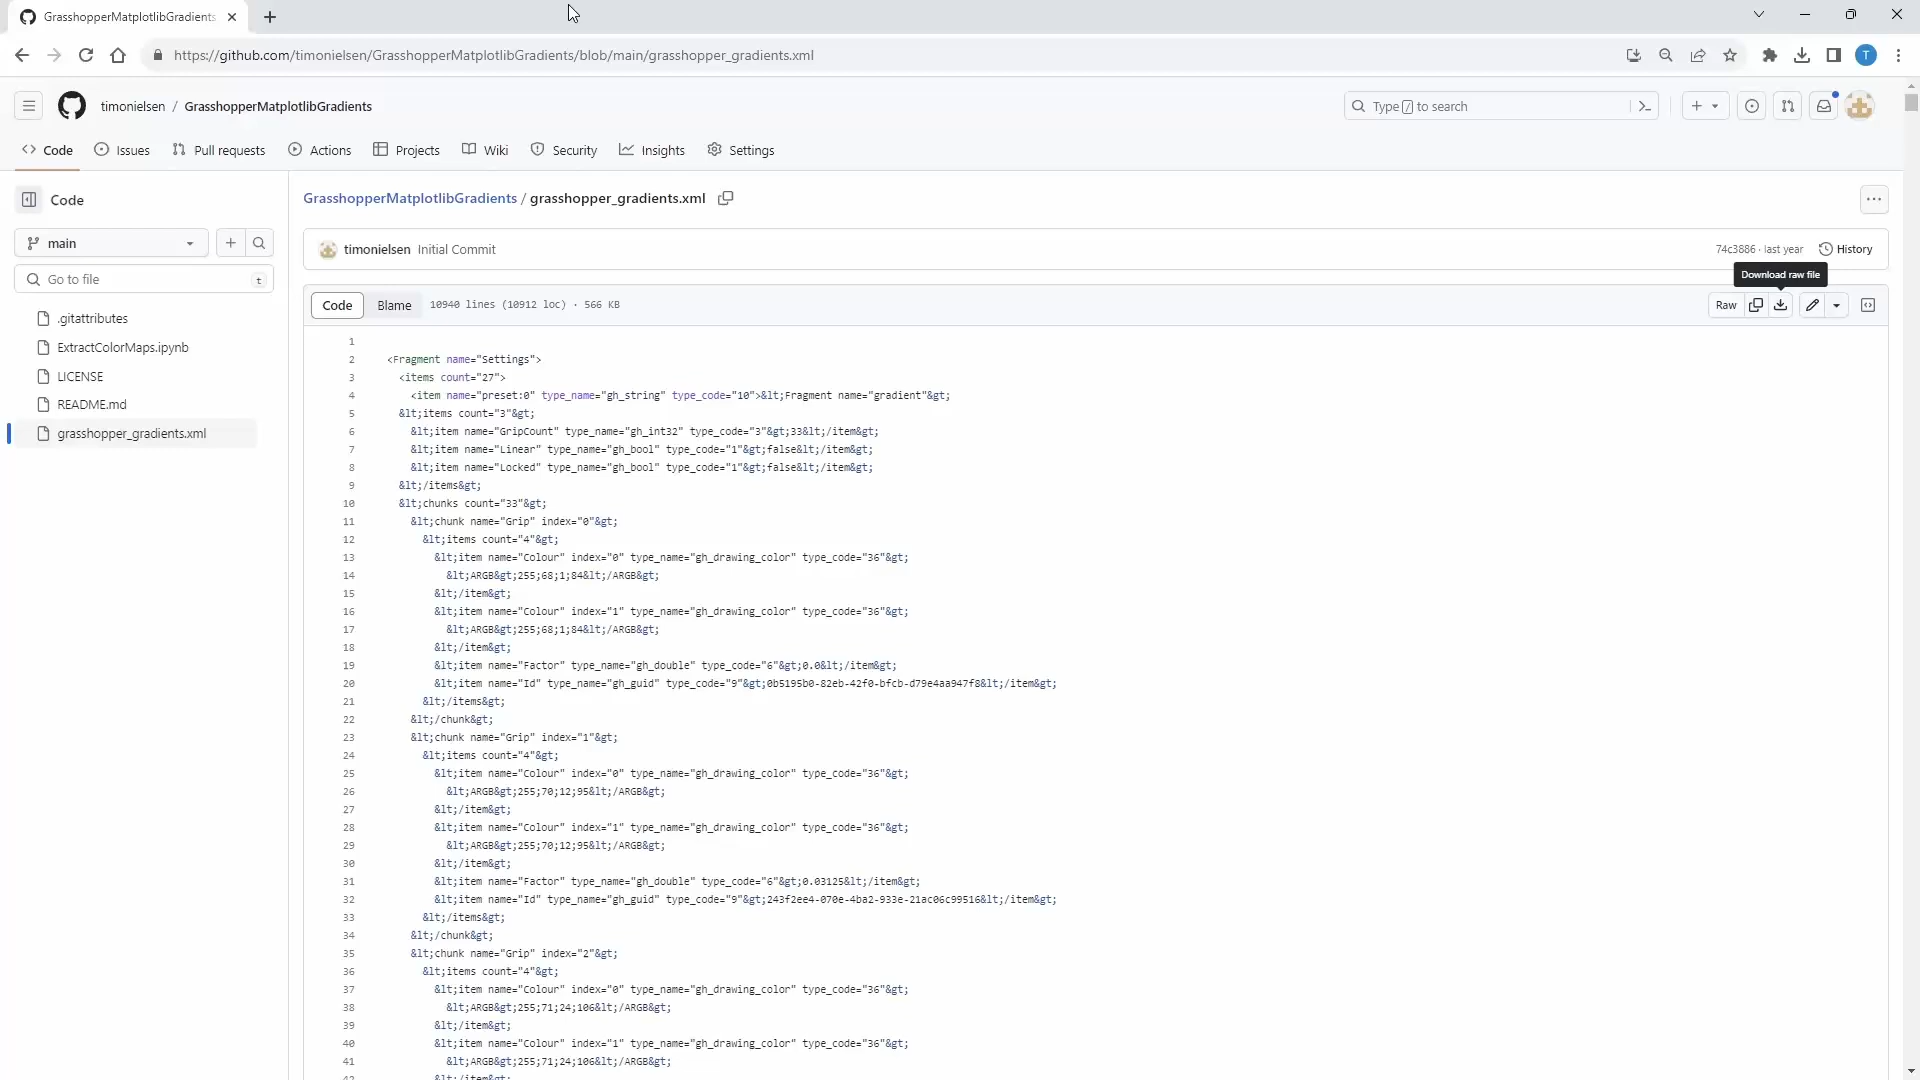 GrasshopperMatplotlibGradients
https://github.com/timonielsen/GrasshopperMatplotlibGradients/blob/main/grasshopper_gradients.xml
T
timonielsen / GrasshopperMatplotlibGradients
Type / to search
Code
Issues
Pull requests
Actions
Projects
Wiki
Security
Insights
Settings
Code
GrasshopperMatplotlibGradients / grasshopper_gradients.xml
main
timonielsen Initial Commit
74c3886 · last year
History
Go to file
t
Download raw file
Code
Blame
10940 lines (10912 loc) · 566 KB
Raw
.gitattributes
ExtractColorMaps.ipynb
LICENSE
README.md
grasshopper_gradients.xml
1
2 <Fragment name="Settings">
3 <items count="27">
4 <item name="preset:0" type_name="gh_string" type_code="10">&lt;Fragment name="gradient"&gt;
5 &lt;items count="3"&gt;
6 &lt;item name="GripCount" type_name="gh_int32" type_code="3"&gt;33&lt;/item&gt;
7 &lt;item name="Linear" type_name="gh_bool" type_code="1"&gt;false&lt;/item&gt;
8 &lt;item name="Locked" type_name="gh_bool" type_code="1"&gt;false&lt;/item&gt;
9 &lt;/items&gt;
10 &lt;chunks count="33"&gt;
11 &lt;chunk name="Grip" index="0"&gt;
12 &lt;items count="4"&gt;
13 &lt;item name="Colour" index="0" type_name="gh_drawing_color" type_code="36"&gt;
14 &lt;ARGB&gt;255;68;1;84&lt;/ARGB&gt;
15 &lt;/item&gt;
16 &lt;item name="Colour" index="1" type_name="gh_drawing_color" type_code="36"&gt;
17 &lt;ARGB&gt;255;68;1;84&lt;/ARGB&gt;
18 &lt;/item&gt;
19 &lt;item name="Factor" type_name="gh_double" type_code="6"&gt;0.0&lt;/item&gt;
20 &lt;item name="Id" type_name="gh_guid" type_code="9"&gt;0b5195b0-82eb-42f0-bfcb-d79e4aa947f8&lt;/item&gt;
21 &lt;/items&gt;
22 &lt;/chunk&gt;
23 &lt;chunk name="Grip" index="1"&gt;
24 &lt;items count="4"&gt;
25 &lt;item name="Colour" index="0" type_name="gh_drawing_color" type_code="36"&gt;
26 &lt;ARGB&gt;255;70;12;95&lt;/ARGB&gt;
27 &lt;/item&gt;
28 &lt;item name="Colour" index="1" type_name="gh_drawing_color" type_code="36"&gt;
29 &lt;ARGB&gt;255;70;12;95&lt;/ARGB&gt;
30 &lt;/item&gt;
31 &lt;item name="Factor" type_name="gh_double" type_code="6"&gt;0.03125&lt;/item&gt;
32 &lt;item name="Id" type_name="gh_guid" type_code="9"&gt;243f2ee4-070e-4ba2-933e-21ac06c99516&lt;/item&gt;
33 &lt;/items&gt;
34 &lt;/chunk&gt;
35 &lt;chunk name="Grip" index="2"&gt;
36 &lt;items count="4"&gt;
37 &lt;item name="Colour" index="0" type_name="gh_drawing_color" type_code="36"&gt;
38 &lt;ARGB&gt;255;71;24;106&lt;/ARGB&gt;
39 &lt;/item&gt;
40 &lt;item name="Colour" index="1" type_name="gh_drawing_color" type_code="36"&gt;
41 &lt;ARGB&gt;255;71;24;106&lt;/ARGB&gt;
42 &lt;/item&gt;